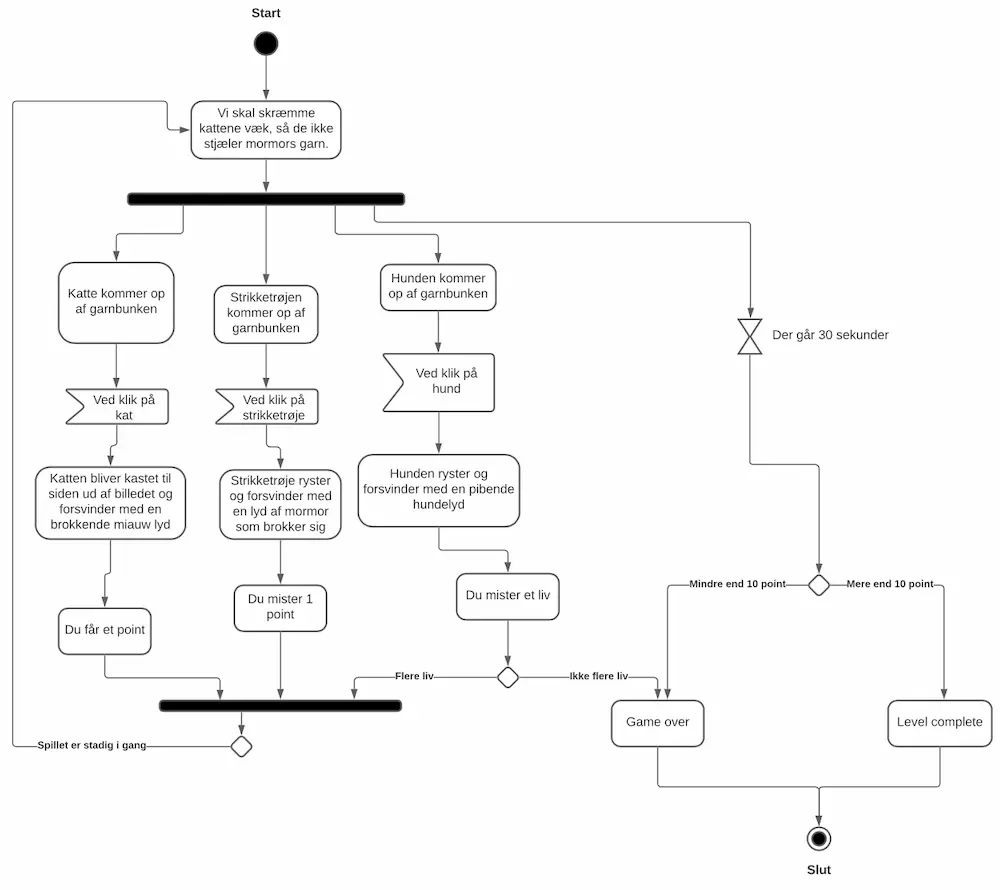 Start
Vi skal skræmme
kattene væk, så de ikke
stjæler mormors garn.
Katte kommer op
af garnbunken
Strikketrøjen
kommer op af
garnbunken
Hunden kommer
op af garnbunken
Der går 30 sekunder
Ved klik på
kat
Ved klik på
strikketrøje
Ved klik på
hund
Katten bliver kastet til
siden ud af billedet og
forsvinder med en
brokkende miauw lyd
Strikketrøje ryster
og forsvinder med
en lyd af mormor
som brokker sig
Hunden ryster og
forsvinder med en pibende
hundelyd
Du får et point
Du mister 1
point
Du mister et liv
Mindre end 10 point
Mere end 10 point
Flere liv
Ikke flere liv
Game over
Level complete
Spillet er stadig i gang
Slut